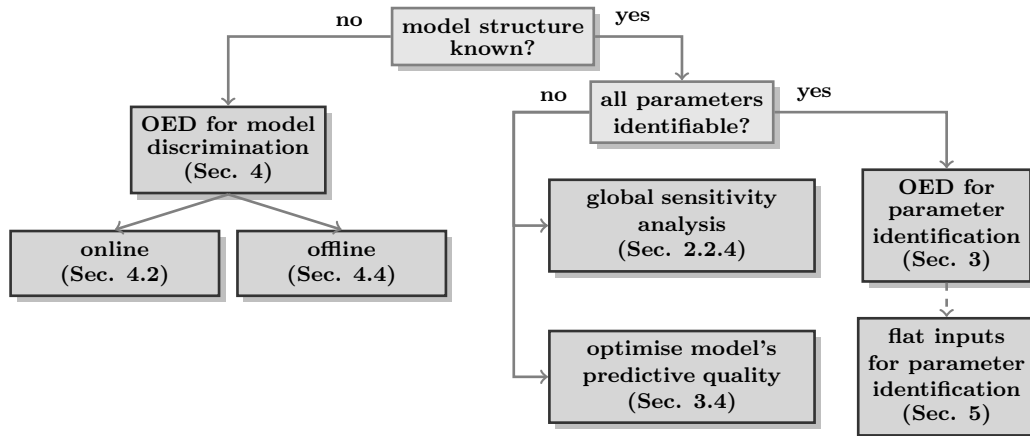 no
model structure
known?
yes
no
all parameters
identifiable?
yes
OED for model
discrimination
(Sec. 4)
online
(Sec. 4.2)
offline
(Sec. 4.4)
global sensitivity
analysis
(Sec. 2.2.4)
OED for
parameter
identification
(Sec. 3)
optimise model's
predictive quality
(Sec. 3.4)
flat inputs
for parameter
identification
(Sec. 5)